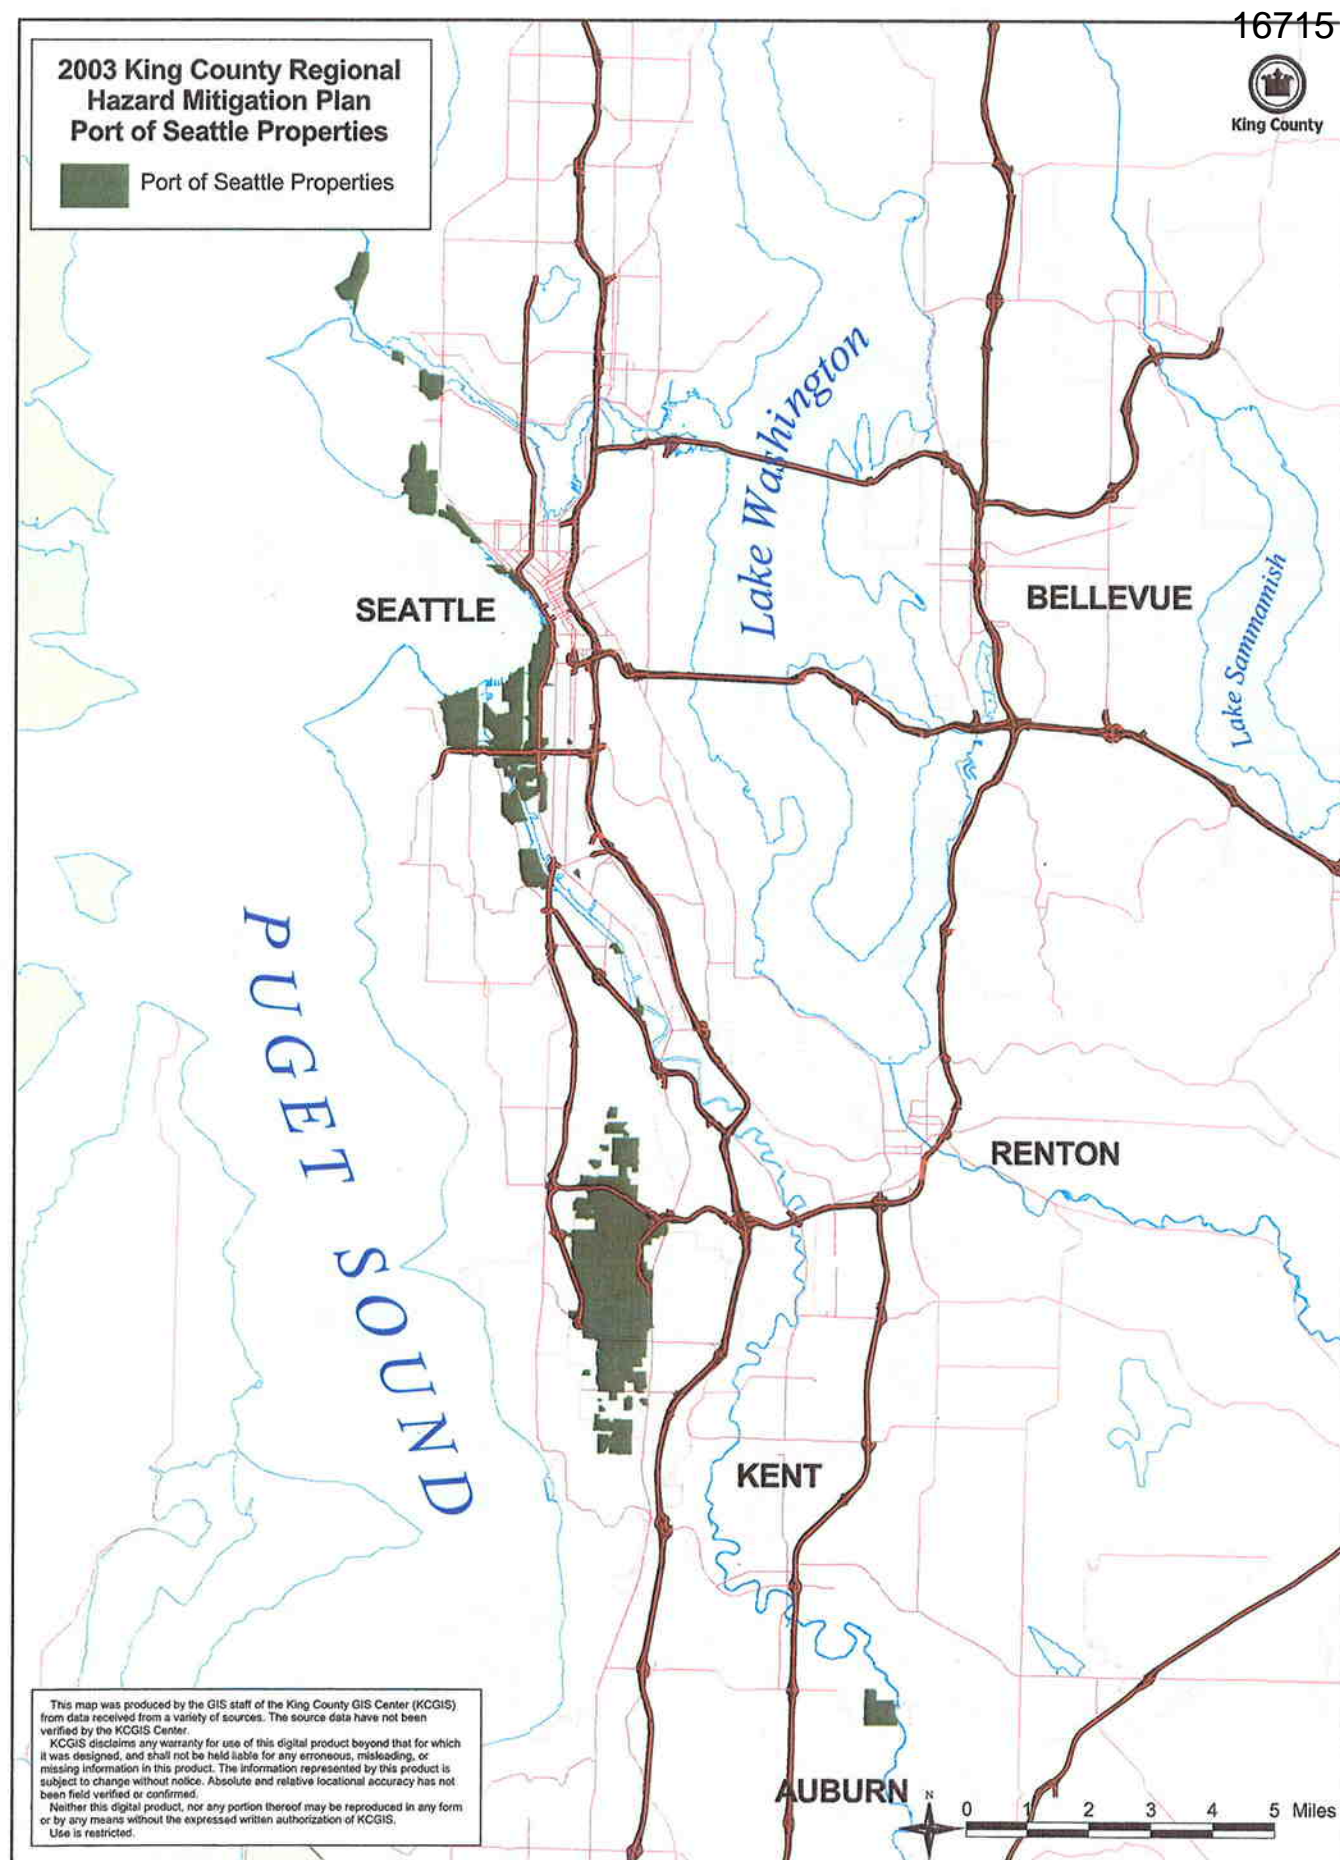 16715
2003 King County Regional
Hazard Mitigation Plan
Port of Seattle Properties
Port of Seattle Properties
King County
Lake Washington
SEATTLE
BELLEVUE
Lake Sammamish
PUGET SOUND
RENTON
KENT
AUBURN
N
0 1 2 3 4 5 Miles
This map was produced by the GIS staff of the King County GIS Center (KCGIS)
from data received from a variety of sources. The source data have not been
verified by the KCGIS Center.
KCGIS disclaims any warranty for use of this digital product beyond that for which
it was designed, and shall not be held liable for any erroneous, misleading, or
missing information in this product. The information represented by this product is
subject to change without notice. Absolute and relative locational accuracy has not
been field verified or confirmed.
Neither this digital product, nor any portion thereof may be reproduced in any form
or by any means without the expressed written authorization of KCGIS.
Use is restricted.